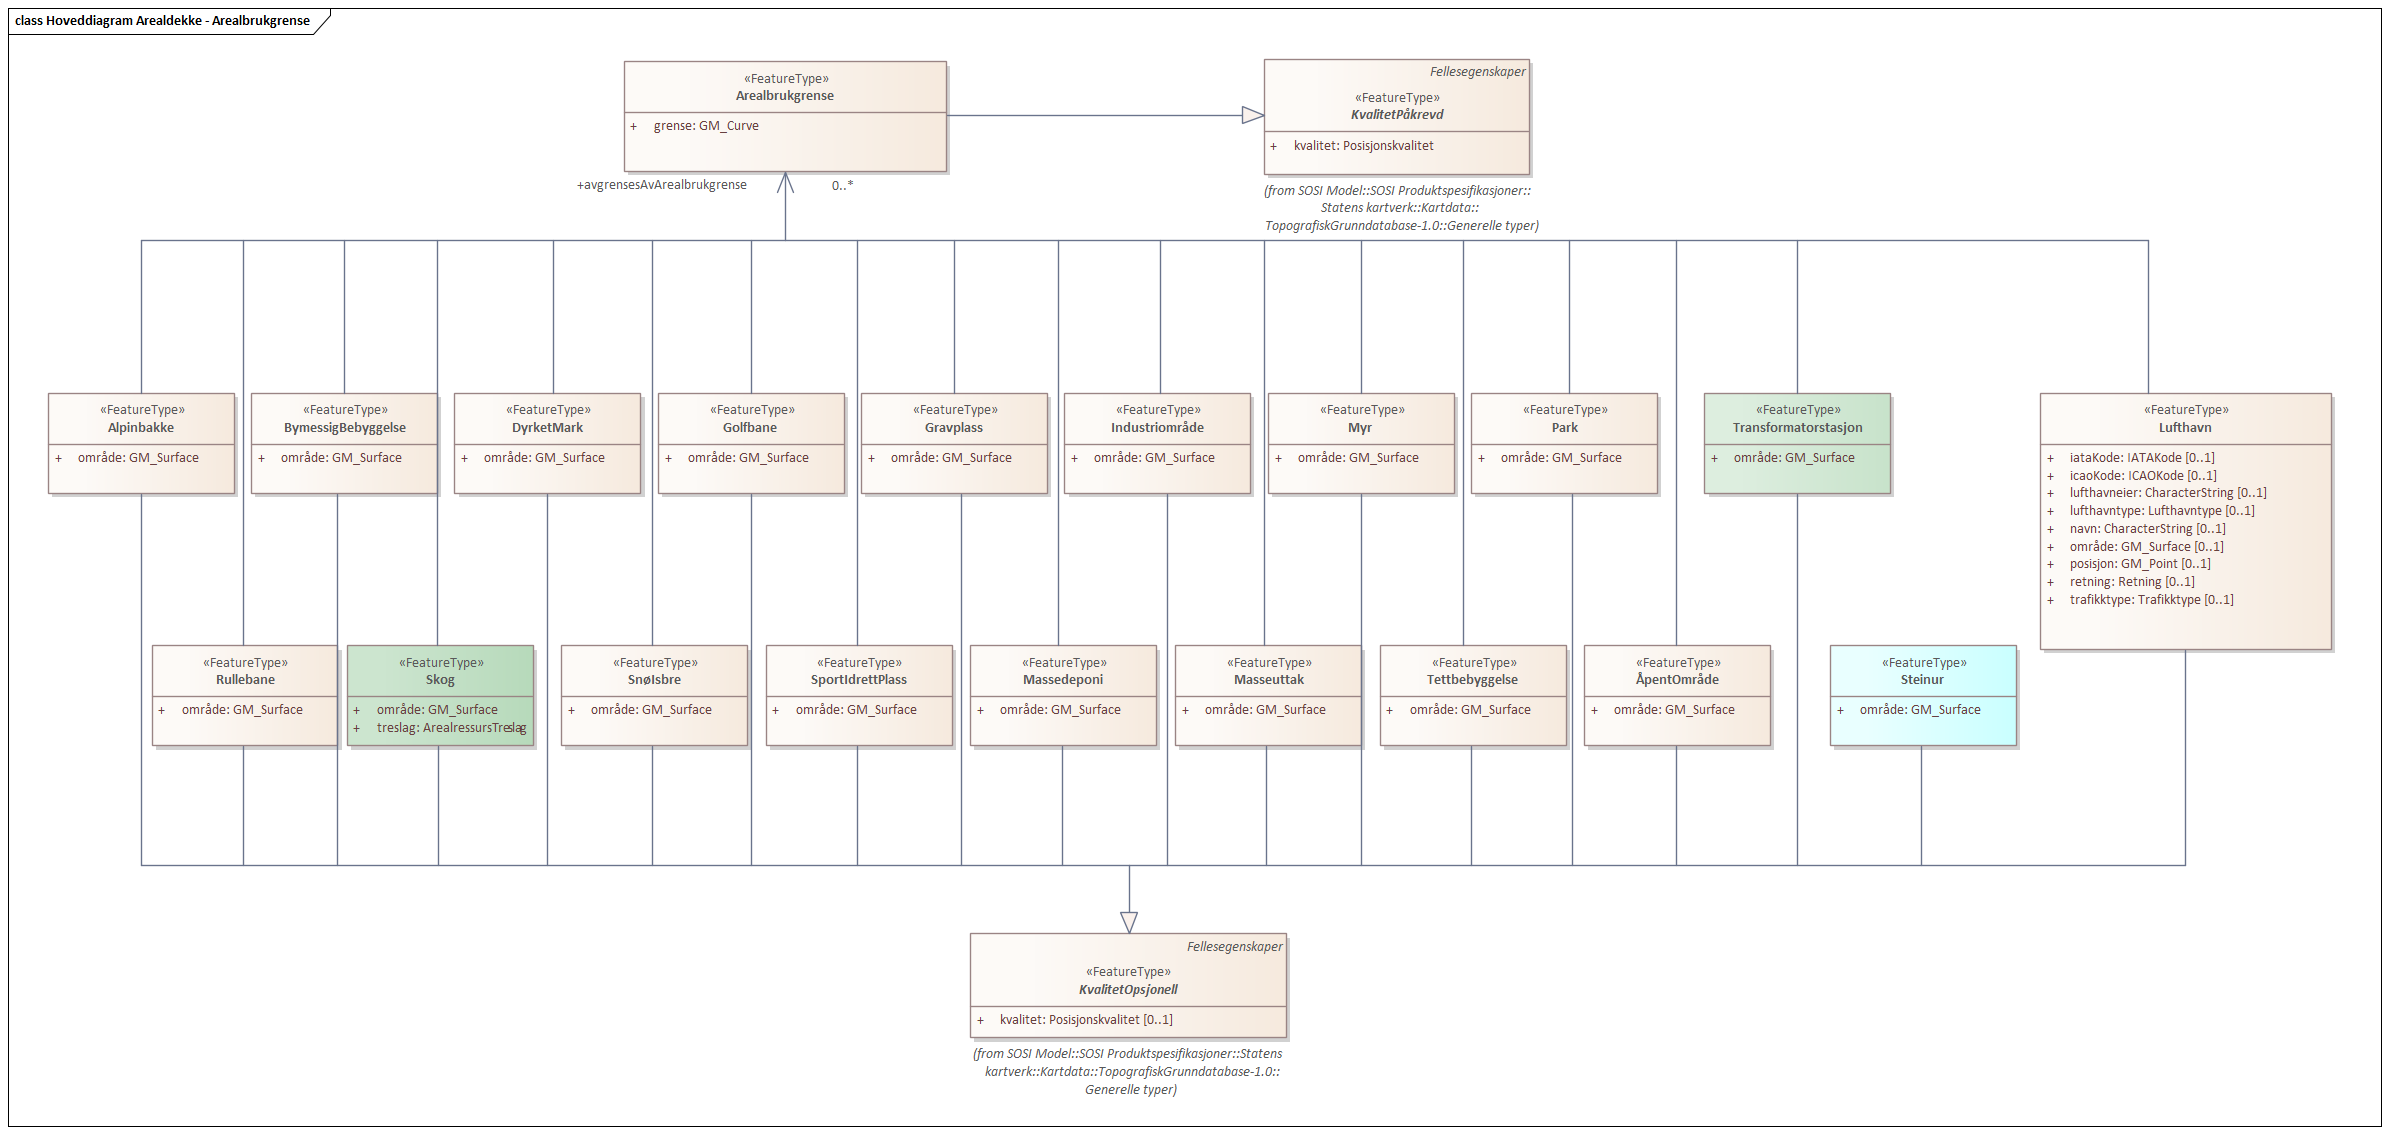 class Hoveddiagram Arealdekke - Arealbrukgrense
«FeatureType»
Arealbrukgrense
+ grense: GM_Curve
Fellesegenskaper
«FeatureType»
KvalitetPåkrevd
+ kvalitet: Posisjonskvalitet
(from SOSI Model::SOSI Produktspesifikasjoner::
Statens kartverk::Kartdata::
TopografiskGrunndatabase-1.0::Generelle typer)
+avgrensesAvArealbrukgrense
0..*
«FeatureType»
Alpinbakke
+ område: GM_Surface
«FeatureType»
BymessigBebyggelse
+ område: GM_Surface
«FeatureType»
DyrketMark
+ område: GM_Surface
«FeatureType»
Golfbane
+ område: GM_Surface
«FeatureType»
Gravplass
+ område: GM_Surface
«FeatureType»
Industriområde
+ område: GM_Surface
«FeatureType»
Myr
+ område: GM_Surface
«FeatureType»
Park
+ område: GM_Surface
«FeatureType»
Transformatorstasjon
+ område: GM_Surface
«FeatureType»
Lufthavn
+ iataKode: IATAKode [0..1]
+ icaoKode: ICAOKode [0..1]
+ lufthavneier: CharacterString [0..1]
+ lufthavntype: Lufthavntype [0..1]
+ navn: CharacterString [0..1]
+ område: GM_Surface [0..1]
+ posisjon: GM_Point [0..1]
+ retning: Retning [0..1]
+ trafikktype: Trafikktype [0..1]
«FeatureType»
Rullebane
+ område: GM_Surface
«FeatureType»
Skog
+ område: GM_Surface
+ treslag: ArealressursTreslag
«FeatureType»
SnøIsbre
+ område: GM_Surface
«FeatureType»
SportIdrettPlass
+ område: GM_Surface
«FeatureType»
Massedeponi
+ område: GM_Surface
«FeatureType»
Masseuttak
+ område: GM_Surface
«FeatureType»
Tettbebyggelse
+ område: GM_Surface
«FeatureType»
ÅpentOmråde
+ område: GM_Surface
«FeatureType»
Steinur
+ område: GM_Surface
Fellesegenskaper
«FeatureType»
KvalitetOpsjonell
+ kvalitet: Posisjonskvalitet [0..1]
(from SOSI Model::SOSI Produktspesifikasjoner::Statens
kartverk::Kartdata::TopografiskGrunndatabase-1.0::
Generelle typer)